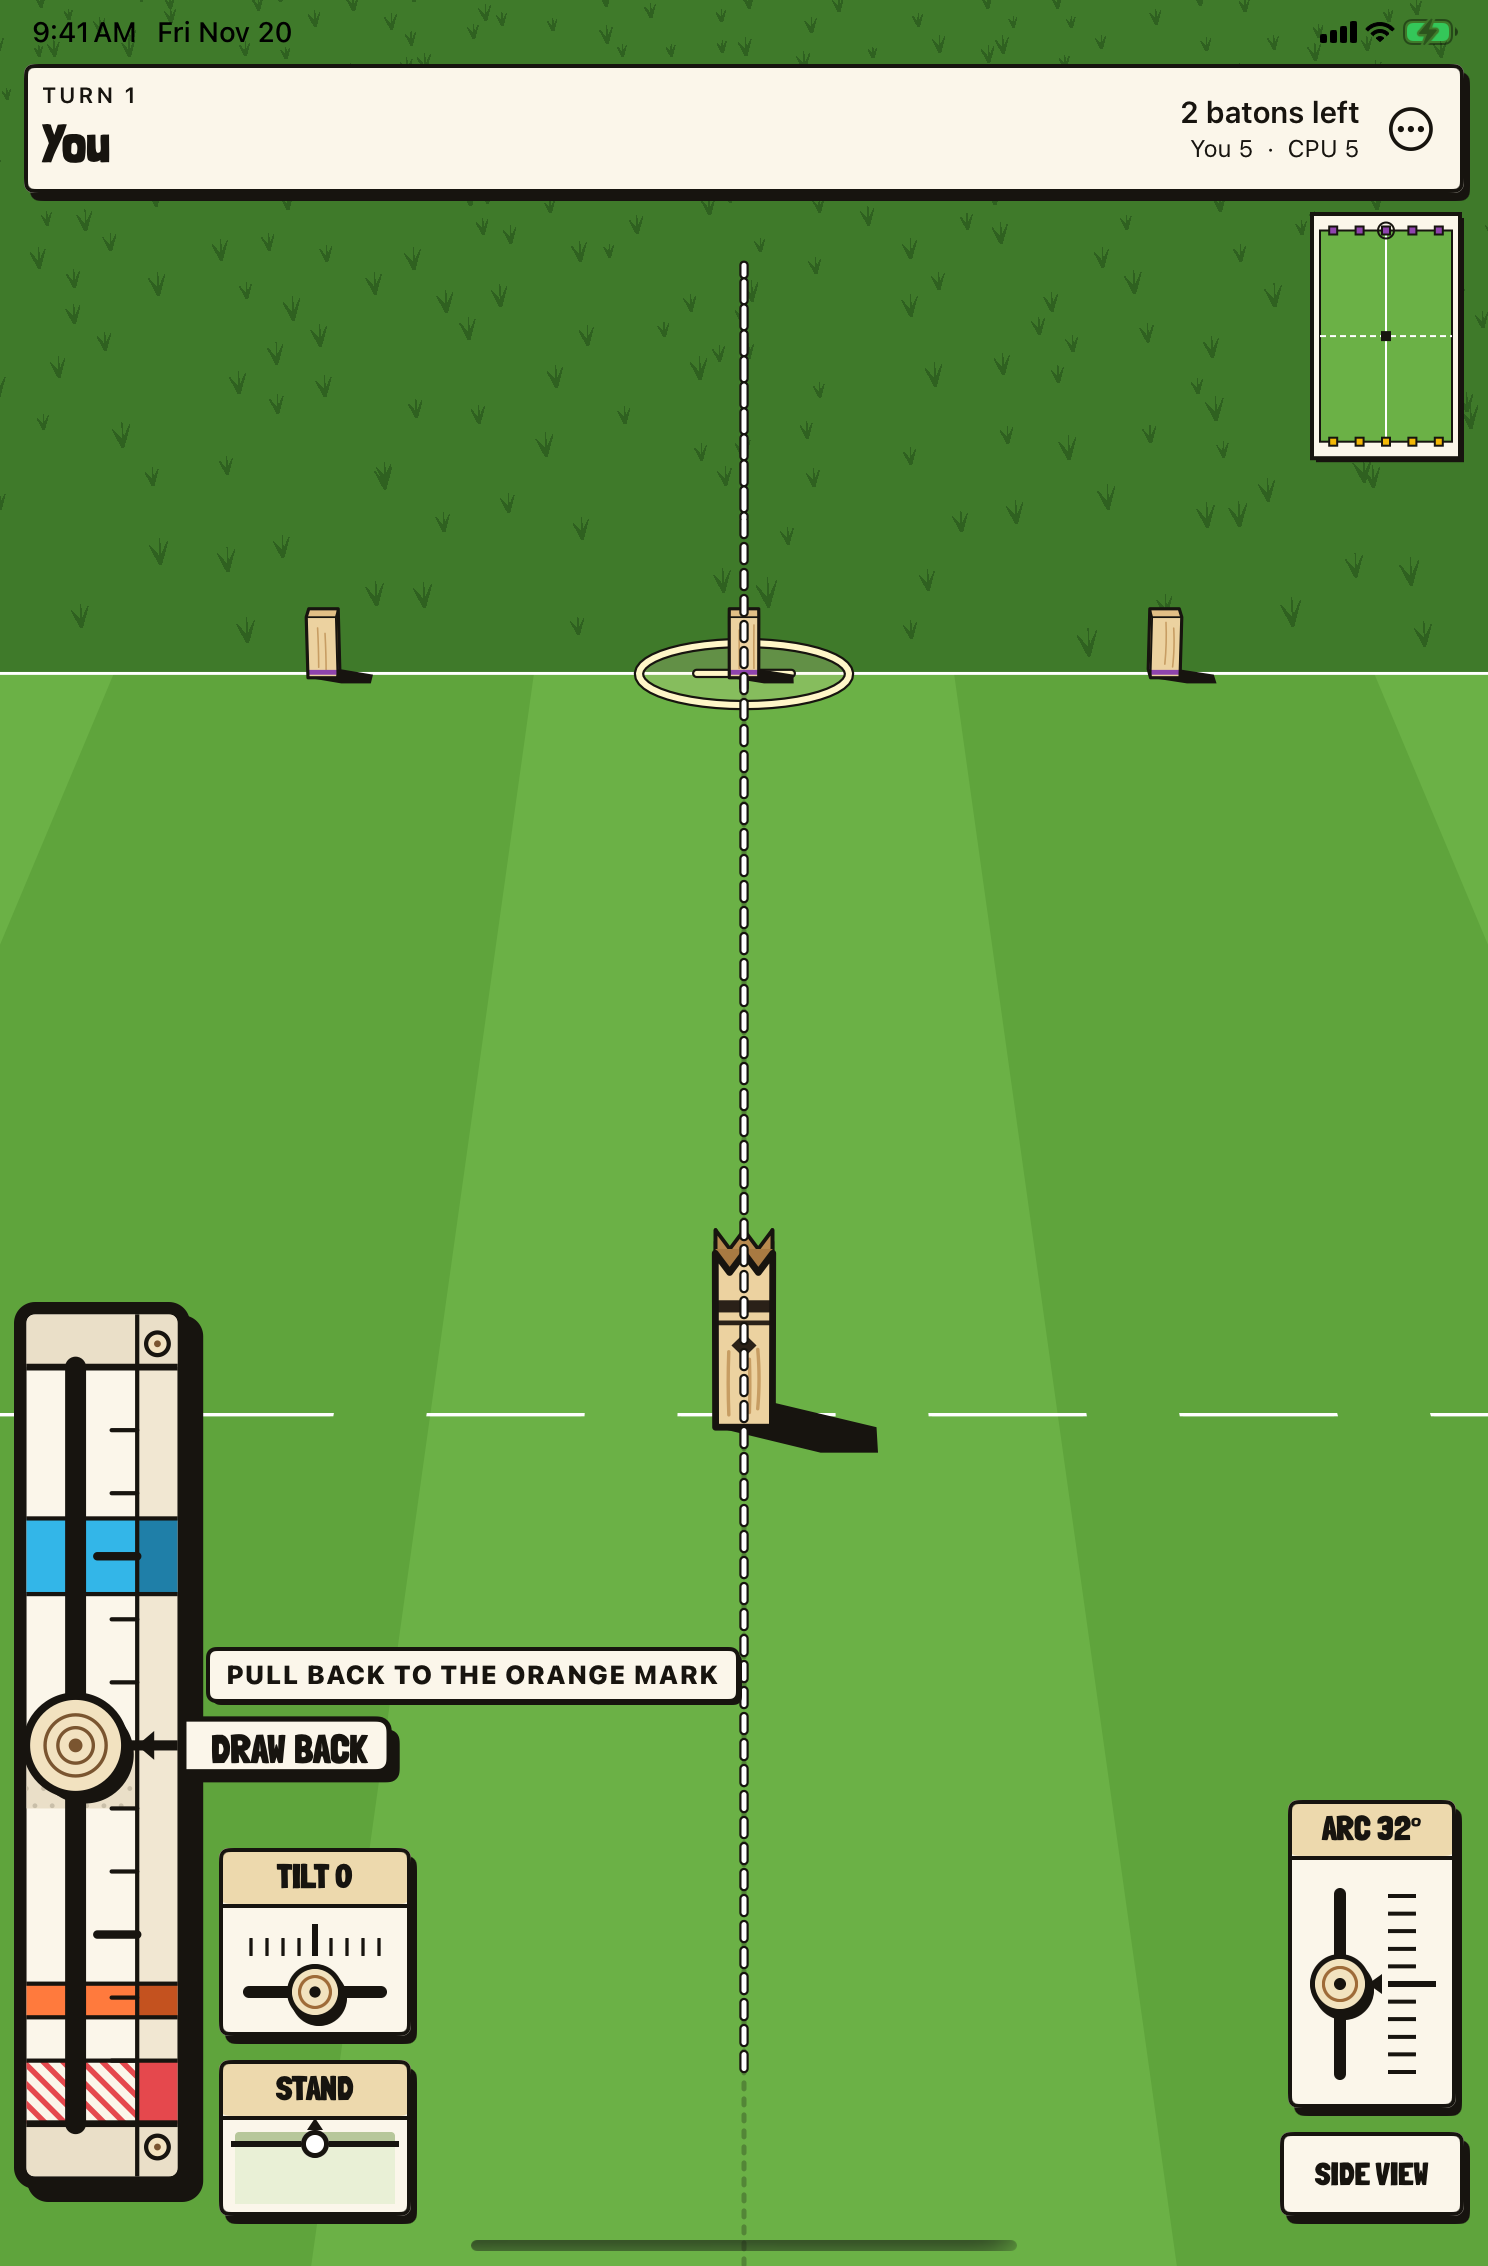 9:41 AM Fri Nov 20
TURN 1
You
2 batons left
You 5 · CPU 5
PULL BACK TO THE ORANGE MARK
DRAW BACK
TILT 0
STAND
ARC 32°
SIDE VIEW